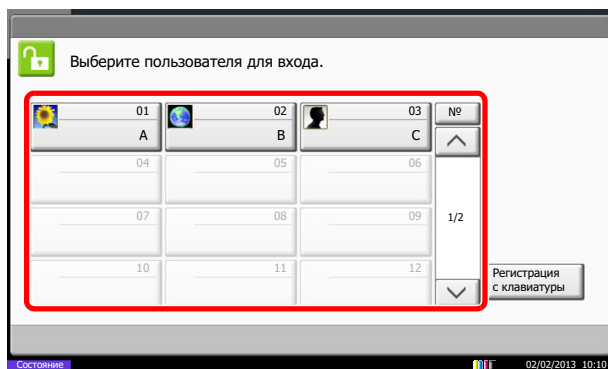 Выберите пользователя для входа.
01 02 03 №
A B C
04 05 06
07 08 09 1/2
10 11 12
Регистрация
с клавиатуры
Состояние 02/02/2013 10:10